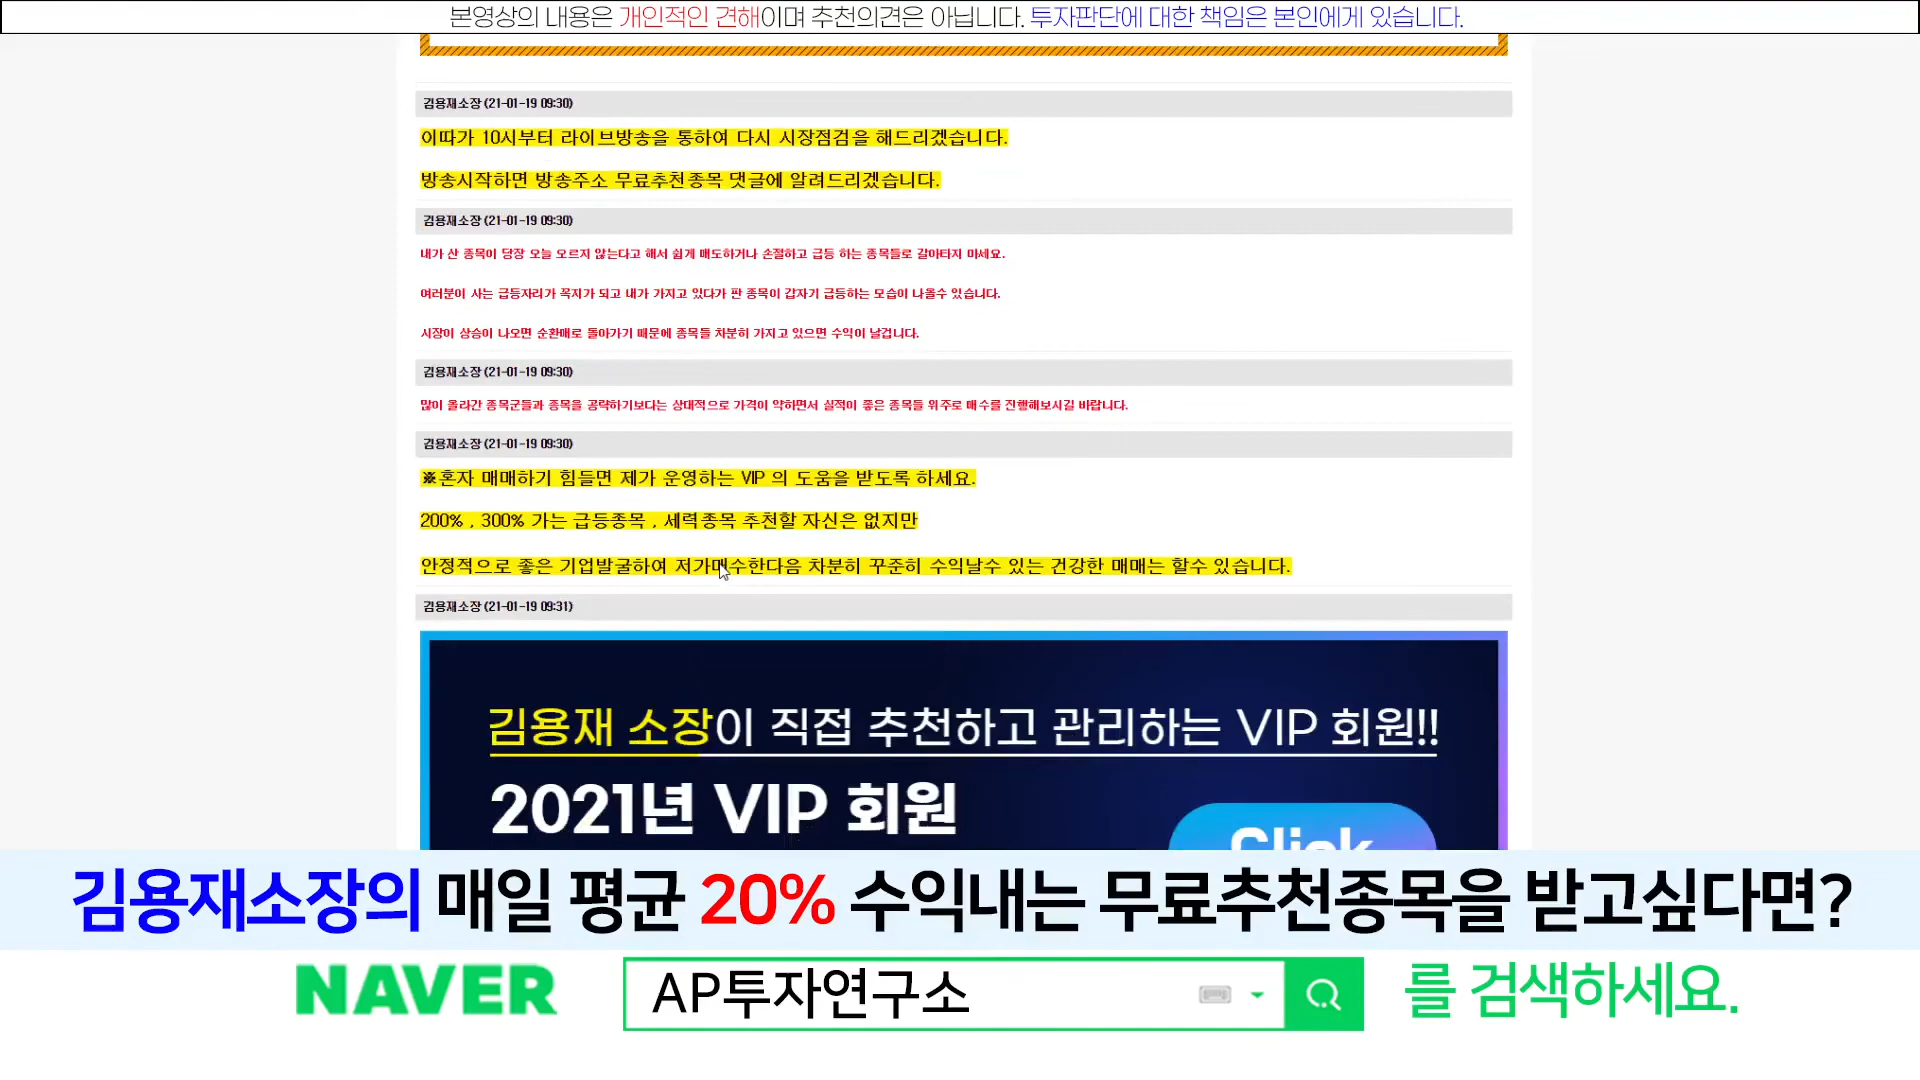 본영상의 내용은 개인적인 견해이며 추천의견은 아닙니다. 투자판단에 대한 책임은 본인에게 있습니다.
김용재소장 (21-01-19 09:30)
이따가 10시부터 라이브방송을 통하여 다시 시장점검을 해드리겠습니다.
방송시작하면 방송주소 무료추천종목 댓글에 알려드리겠습니다.
김용재소장 (21-01-19 09:30)
내가 산 종목이 당장 오늘 오르지 않는다고 해서 쉽게 매도하거나 손절하고 급등 하는 종목들로 갈아타지 마세요.
여러분이 사는 급등자리가 꼭지가 되고 내가 가지고 있다가 판 종목이 갑자기 급등하는 모습이 나올수 있습니다.
시장이 상승이 나오면 순환매로 돌아가기 때문에 종목들 차분히 가지고 있으면 수익이 날겁니다.
김용재소장 (21-01-19 09:30)
많이 올라간 종목군들과 종목을 공략하기보다는 상대적으로 가격이 약하면서 실적이 좋은 종목들 위주로 매수를 진행해보시길 바랍니다.
김용재소장 (21-01-19 09:30)
※혼자 매매하기 힘들면 제가 운영하는 VIP 의 도움을 받도록 하세요.
200% , 300% 가는 급등종목 , 세력종목 추천할 자신은 없지만
안정적으로 좋은 기업발굴하여 저가매수한다음 차분히 꾸준히 수익날수 있는 건강한 매매는 할수 있습니다.
김용재소장 (21-01-19 09:31)
김용재 소장이 직접 추천하고 관리하는 VIP 회원!!
2021년 VIP 회원
Click
김용재소장의 매일 평균 20% 수익내는 무료추천종목을 받고싶다면?
NAVER AP투자연구소 를 검색하세요.